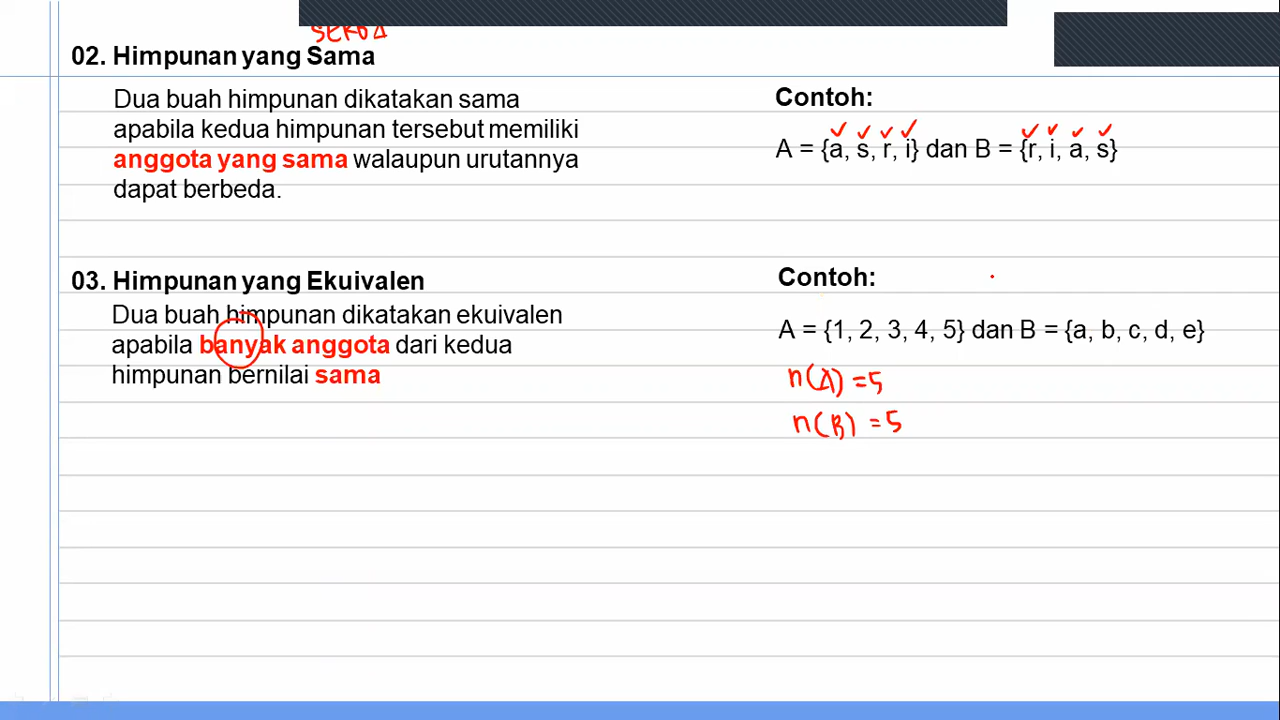 02. Himpunan yang Sama
Dua buah himpunan dikatakan sama
apabila kedua himpunan tersebut memiliki
anggota yang sama walaupun urutannya
dapat berbeda.
Contoh:
A = {a, s, r, i} dan B = {r, i, a, s}
03. Himpunan yang Ekuivalen
Dua buah himpunan dikatakan ekuivalen
apabila banyak anggota dari kedua
himpunan bernilai sama
Contoh:
A = {1, 2, 3, 4, 5} dan B = {a, b, c, d, e}
n(A) = 5
n(B) = 5